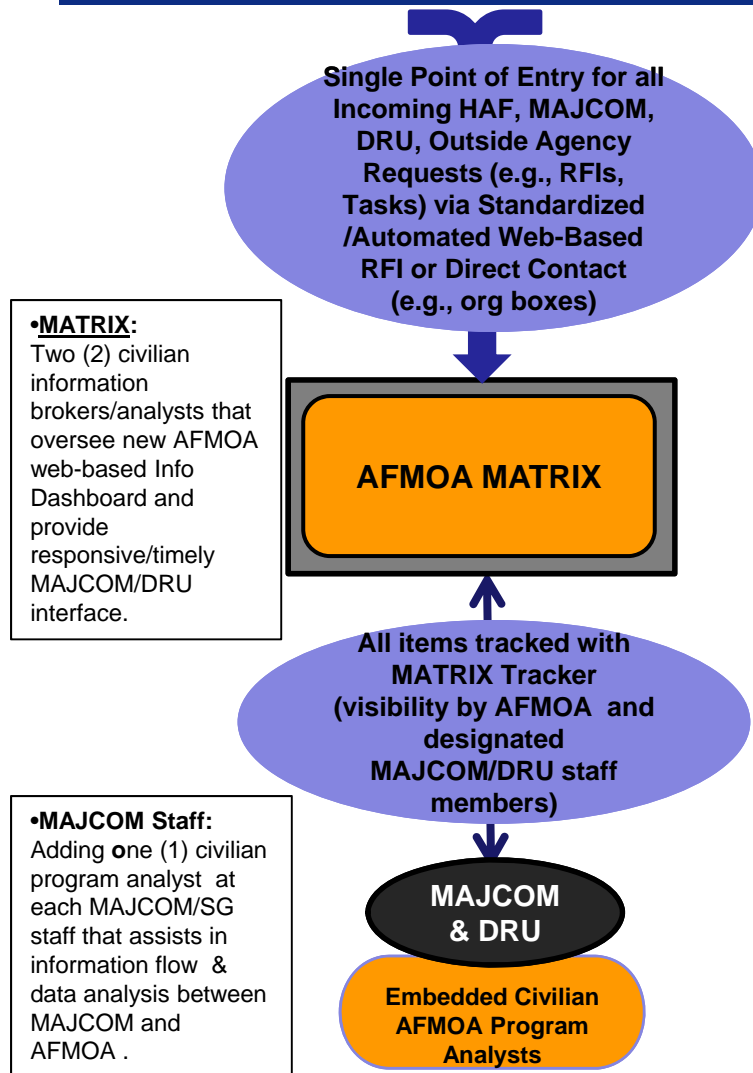 Single Point of Entry for all
Incoming HAF, MAJCOM,
DRU, Outside Agency
Requests (e.g., RFIs,
Tasks) via Standardized
/Automated Web-Based
RFI or Direct Contact
(e.g., org boxes)
•MATRIX:
Two (2) civilian
information
brokers/analysts that
oversee new AFMOA
web-based Info
Dashboard and
provide
responsive/timely
MAJCOM/DRU
interface.
AFMOA MATRIX
All items tracked with
MATRIX Tracker
(visibility by AFMOA and
designated
MAJCOM/DRU staff
members)
•MAJCOM Staff:
Adding one (1) civilian
program analyst at
each MAJCOM/SG
staff that assists in
information flow &
data analysis between
MAJCOM and
AFMOA .
MAJCOM
& DRU
Embedded Civilian
AFMOA Program
Analysts